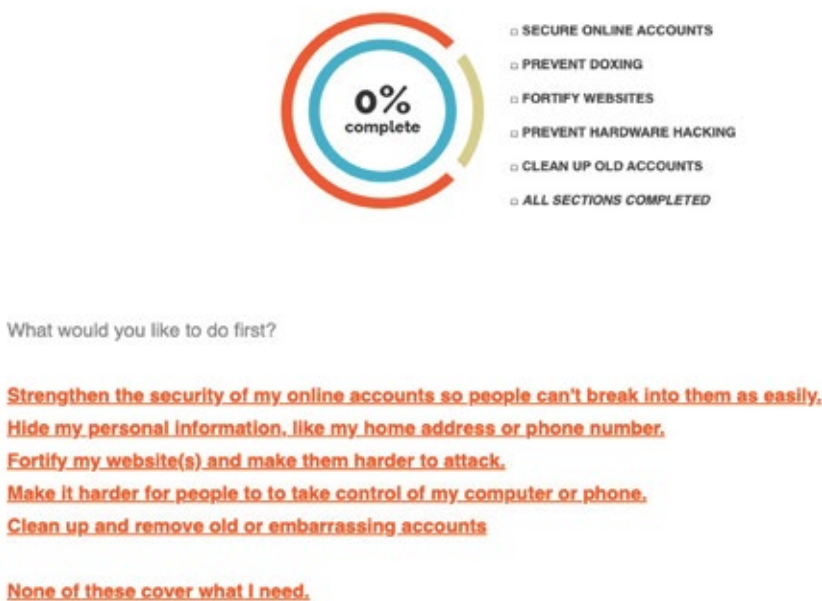 0%
complete
SECURE ONLINE ACCOUNTS
PREVENT DOXING
FORTIFY WEBSITES
PREVENT HARDWARE HACKING
CLEAN UP OLD ACCOUNTS
ALL SECTIONS COMPLETED
What would you like to do first?
Strengthen the security of my online accounts so people can't break into them as easily.
Hide my personal information, like my home address or phone number.
Fortify my website(s) and make them harder to attack.
Make it harder for people to to take control of my computer or phone.
Clean up and remove old or embarrassing accounts
None of these cover what I need.